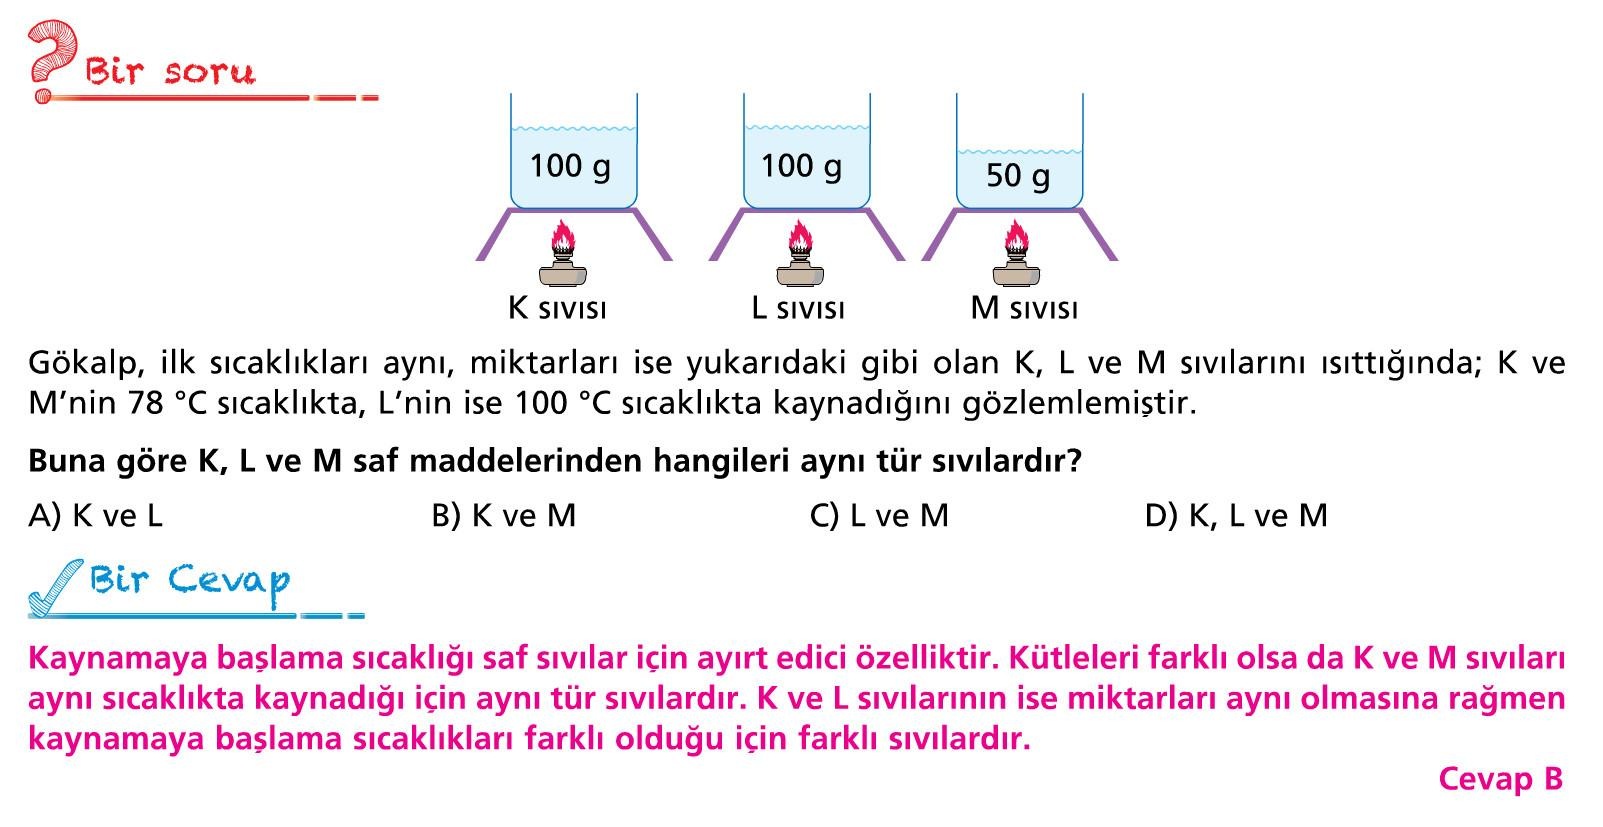 Bir soru
100 g 100 g 50 g
K sıvısı L sıvısı M sıvısı
Gökalp, ilk sıcaklıkları aynı, miktarları ise yukarıdaki gibi olan K, L ve M sıvılarını ısıttığında; K ve
M’nin 78 °C sıcaklıkta, L’nin ise 100 °C sıcaklıkta kaynadığını gözlemlemiştir.
Buna göre K, L ve M saf maddelerinden hangileri aynı tür sıvılardır?
A) K ve L B) K ve M C) L ve M D) K, L ve M
Bir Cevap
Kaynamaya başlama sıcaklığı saf sıvılar için ayırt edici özelliktir. Kütleleri farklı olsa da K ve M sıvıları
aynı sıcaklıkta kaynadığı için aynı tür sıvılardır. K ve L sıvılarının ise miktarları aynı olmasına rağmen
kaynamaya başlama sıcaklıkları farklı olduğu için farklı sıvılardır.
Cevap B